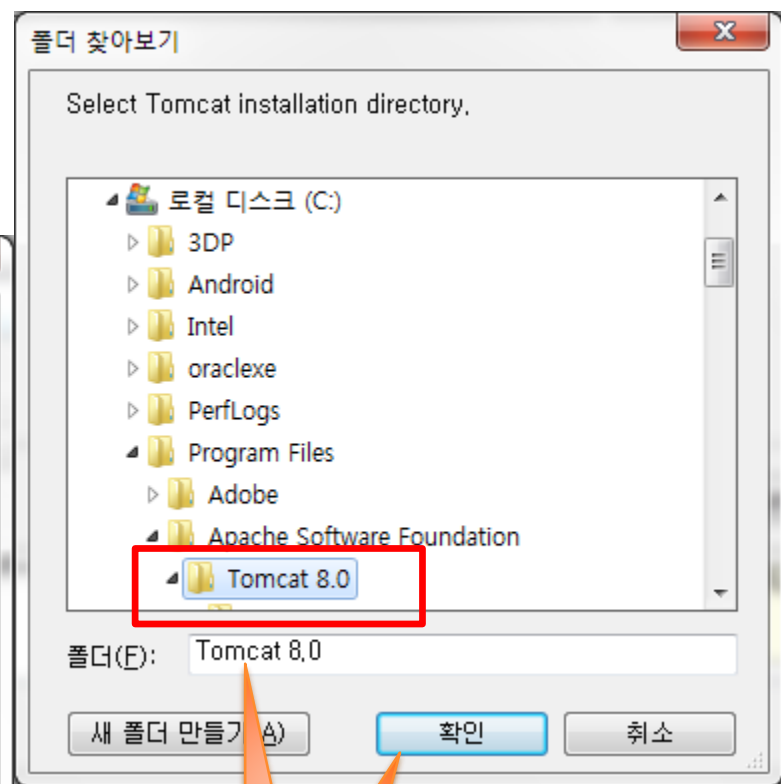 폴더 찾아보기
Select Tomcat installation directory.
로컬 디스크 (C:)
3DP
Android
Intel
oraclexe
PerfLogs
Program Files
Adobe
Apache Software Foundation
Tomcat 8.0
폴더(F): Tomcat 8.0
새 폴더 만들기(A) 확인 취소